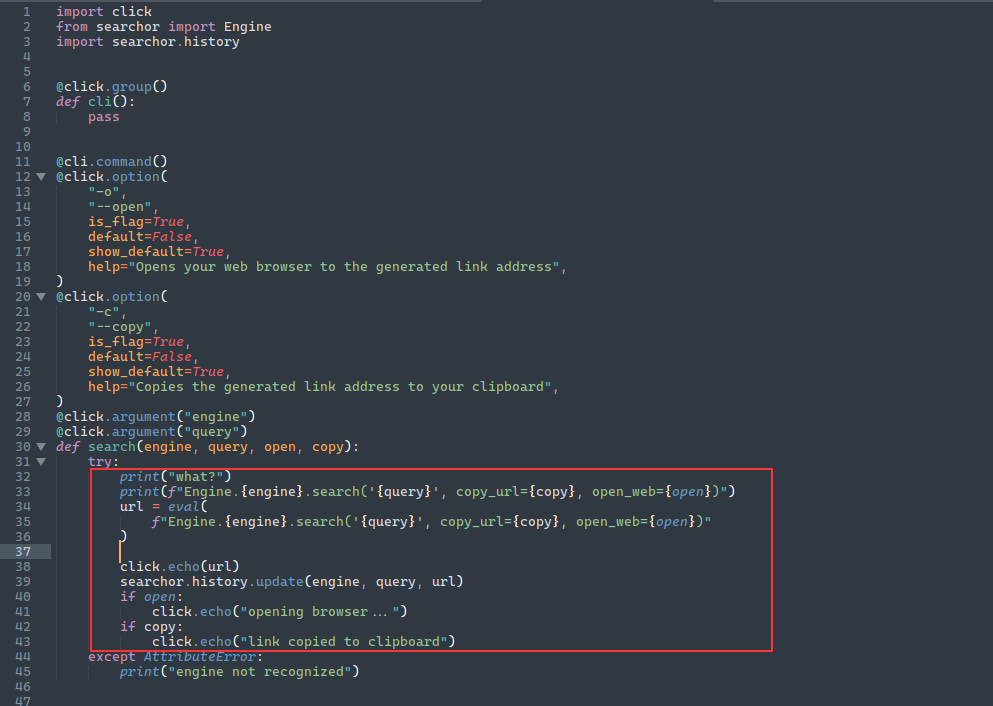 1 import click
2 from searchor import Engine
3 import searchor.history
4
5
6 @click.group()
7 def cli():
8     pass
9
10
11 @cli.command()
12 @click.option(
13     "-o",
14     "--open",
15     is_flag=True,
16     default=False,
17     show_default=True,
18     help="Opens your web browser to the generated link address",
19 )
20 @click.option(
21     "-c",
22     "--copy",
23     is_flag=True,
24     default=False,
25     show_default=True,
26     help="Copies the generated link address to your clipboard",
27 )
28 @click.argument("engine")
29 @click.argument("query")
30 def search(engine, query, open, copy):
31     try:
32         print("what?")
33         print(f"Engine.{engine}.search('{query}', copy_url={copy}, open_web={open})")
34         url = eval(
35             f"Engine.{engine}.search('{query}', copy_url={copy}, open_web={open})"
36         )
37
38         click.echo(url)
39         searchor.history.update(engine, query, url)
40         if open:
41             click.echo("opening browser...")
42         if copy:
43             click.echo("link copied to clipboard")
44     except AttributeError:
45         print("engine not recognized")
46
47